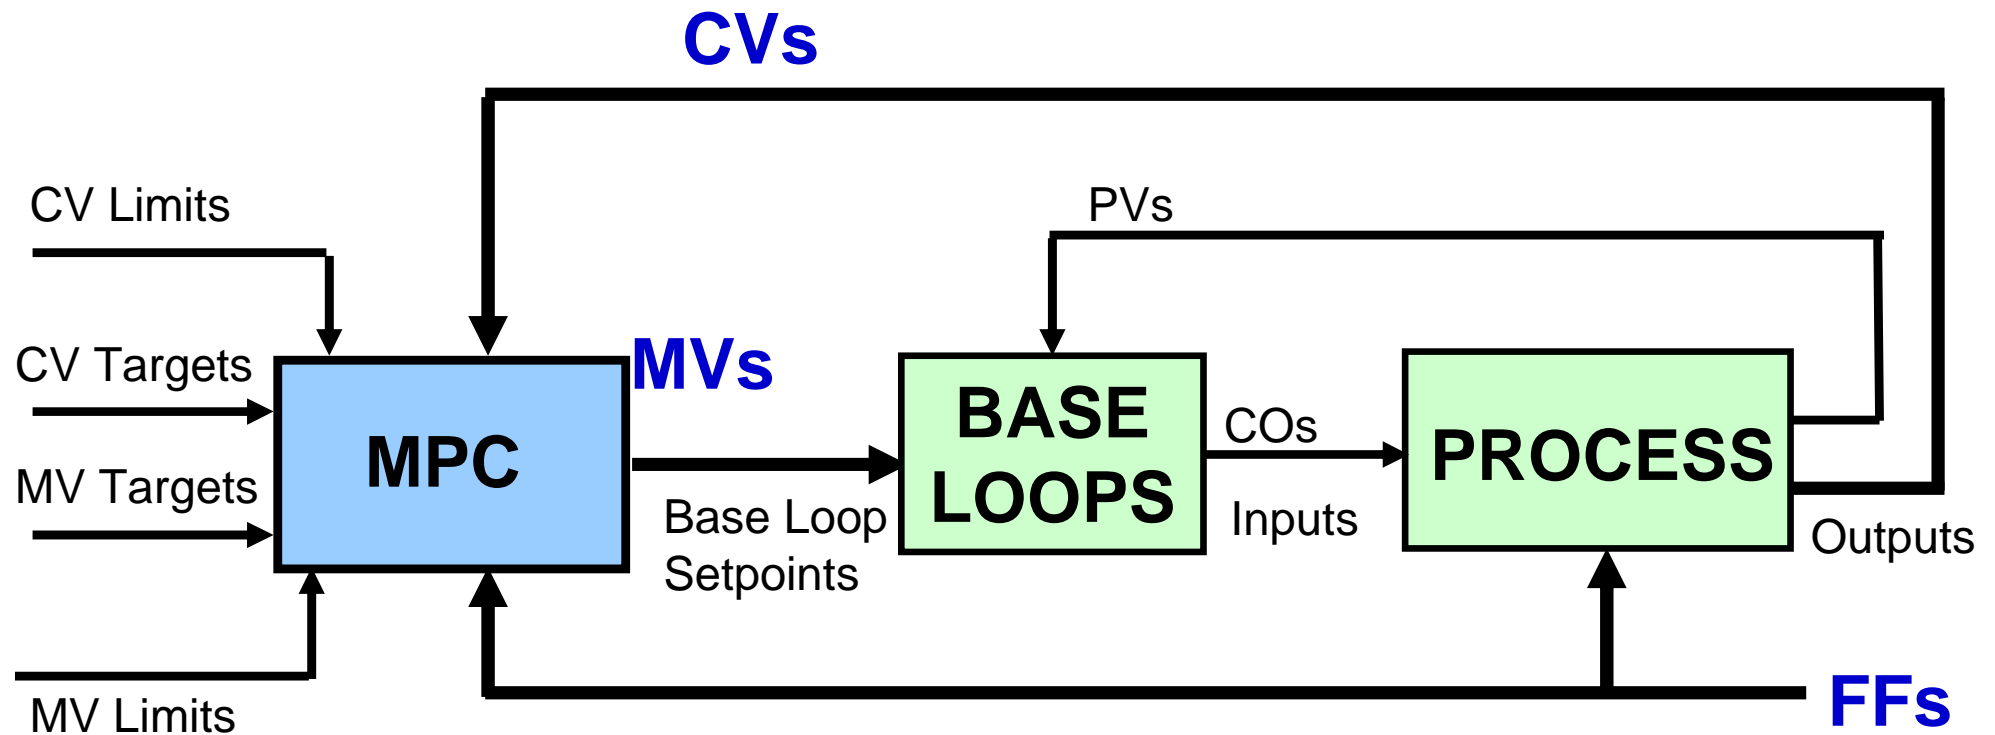 CVs
CV Limits
PVs
CV Targets
MVs
MV Targets
MPC
BASE
LOOPS
COs
PROCESS
Base Loop
Setpoints
Inputs
Outputs
MV Limits
FFs